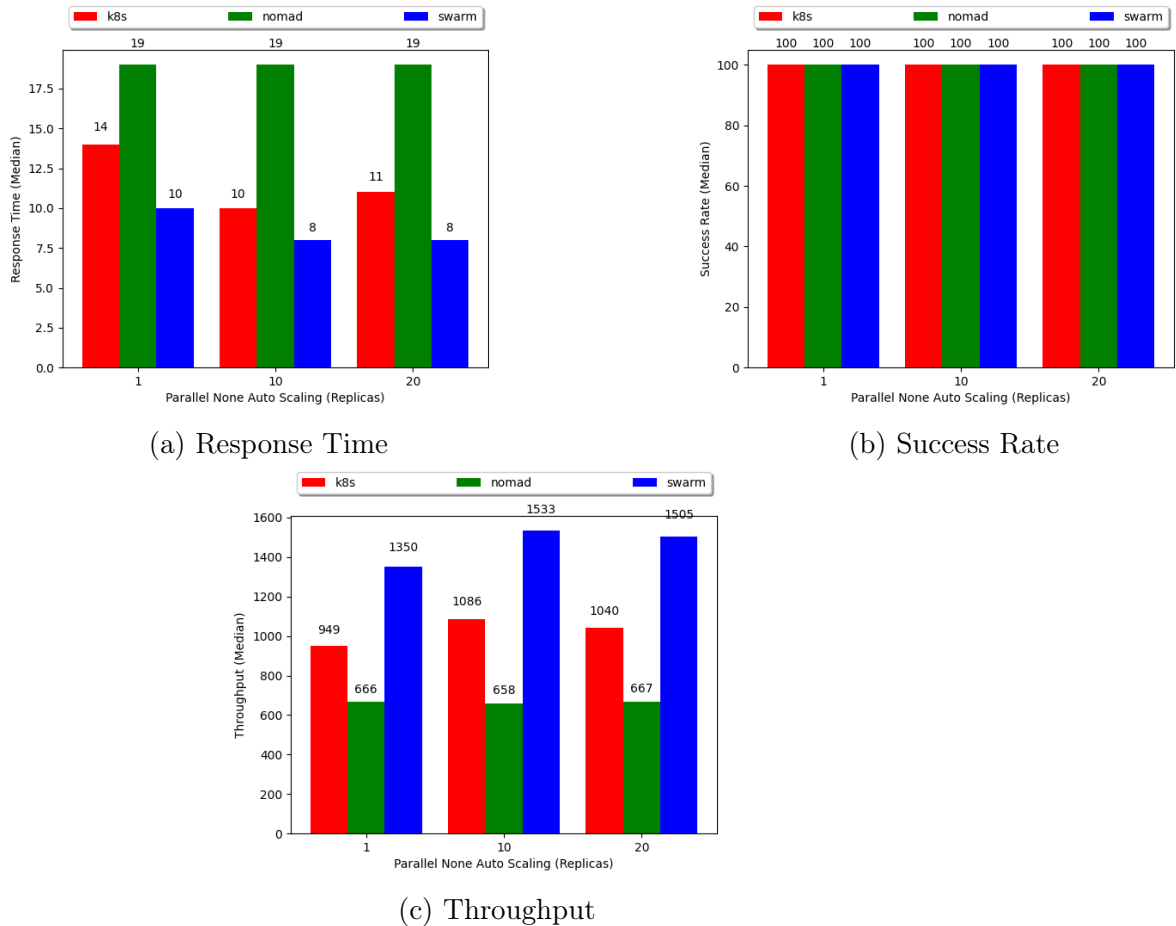 k8s nomad swarm
19 19 19
17.5
15.0
14
12.5
11
10 10
10.0
8 8
7.5
5.0
2.5
0.0
Response Time (Median)
1 10 20
Parallel None Auto Scaling (Replicas)
(a) Response Time
k8s nomad swarm
100 100 100 100 100 100 100 100 100
100
80
60
40
20
0
Success Rate (Median)
1 10 20
Parallel None Auto Scaling (Replicas)
(b) Success Rate
k8s nomad swarm
1600
1533 1505
1400
1350
1200
1086 1040
1000
949
800
666 658 667
600
400
200
0
Throughput (Median)
1 10 20
Parallel None Auto Scaling (Replicas)
(c) Throughput